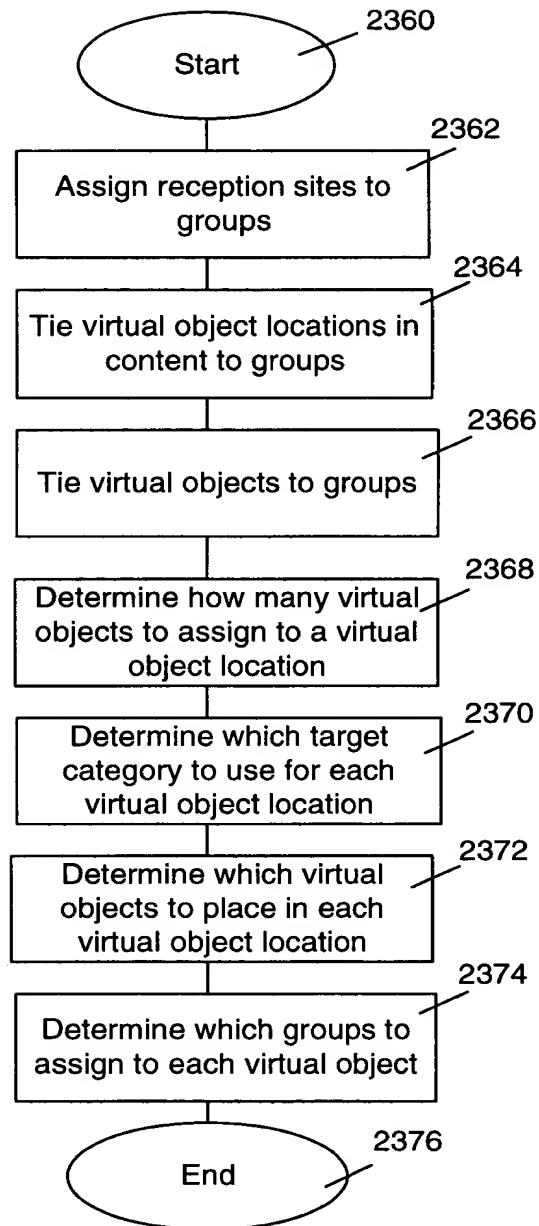 2360
Start
2362
Assign reception sites to
groups
2364
Tie virtual object locations in
content to groups
2366
Tie virtual objects to groups
2368
Determine how many virtual
objects to assign to a virtual
object location
2370
Determine which target
category to use for each
virtual object location
2372
Determine which virtual
objects to place in each
virtual object location
2374
Determine which groups to
assign to each virtual object
2376
End